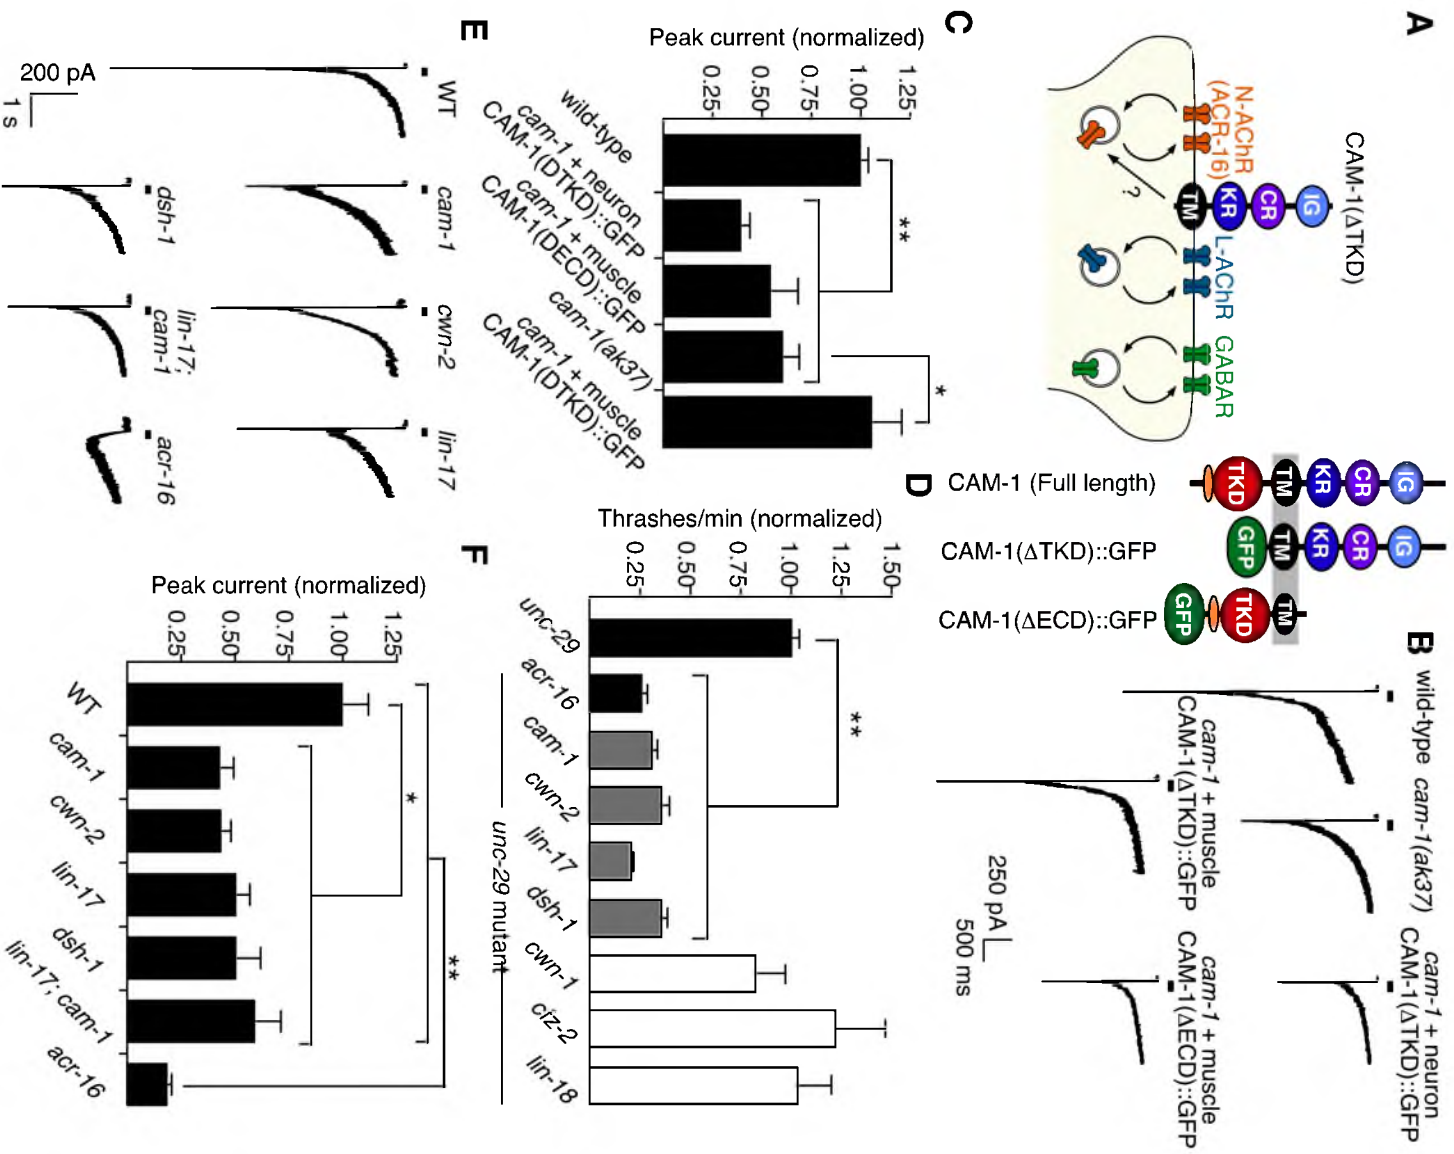 A
CAM-1(ΔTKD)
N-AChR
(ACR-16)
IG
CR
KR
TM
L-AChR
GABAR
?
IG
CR
KR
TM
TKD
CAM-1 (Full length)
IG
CR
KR
TM
GFP
CAM-1(ΔTKD)::GFP
TM
TKD
GFP
CAM-1(ΔECD)::GFP
B
wild-type
cam-1(ak37)
cam-1 + neuron
CAM-1(ΔTKD)::GFP
cam-1 + muscle
CAM-1(ΔTKD)::GFP
cam-1 + muscle
CAM-1(ΔECD)::GFP
250 pA
500 ms
C
Peak current (normalized)
1.25
1.00
0.75
0.50
0.25
**
*
wild-type
cam-1 + neuron
CAM-1(DTKD)::GFP
cam-1 + muscle
CAM-1(DECD)::GFP
cam-1(ak37)
cam-1 + muscle
CAM-1(DTKD)::GFP
D
Thrashes/min (normalized)
1.50
1.25
1.00
0.75
0.50
0.25
**
unc-29
acr-16
cam-1
cwn-2
lin-17
dsh-1
cwn-1
cfz-2
lin-18
unc-29 mutant
E
WT
cam-1
cwn-2
lin-17
dsh-1
lin-17;
cam-1
acr-16
200 pA
1 s
F
Peak current (normalized)
1.25
1.00
0.75
0.50
0.25
*
**
WT
cam-1
cwn-2
lin-17
dsh-1
lin-17; cam-1
acr-16